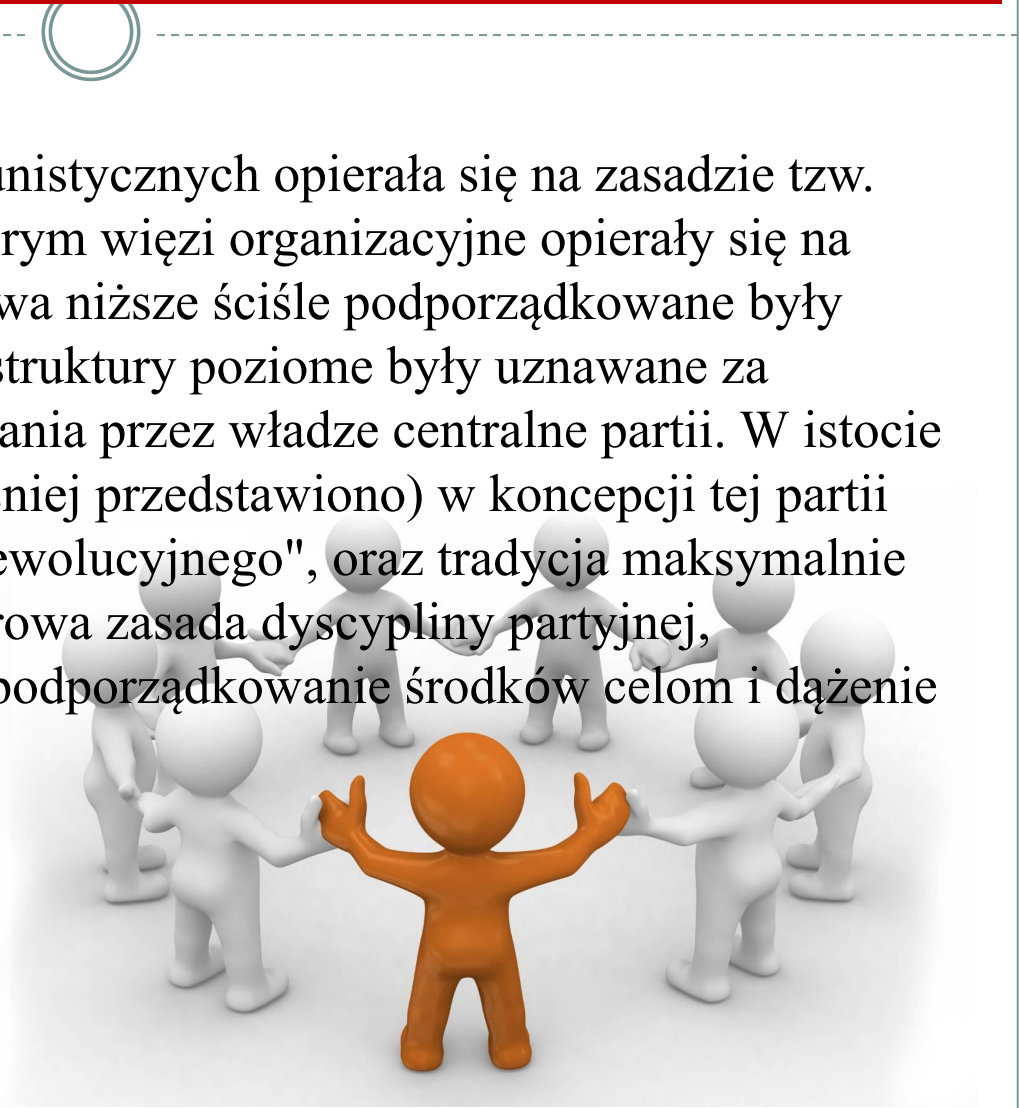 unistycznych opierała się na zasadzie tzw.
rym więzi organizacyjne opierały się na
wa niższe ściśle podporządkowane były
struktury poziome były uznawane za
ania przez władze centralne partii. W istocie
niej przedstawiono) w koncepcji tej partii
ewolucyjnego", oraz tradycja maksymalnie
rowa zasada dyscypliny partyjnej,
podporządkowanie środków celom i dążenie